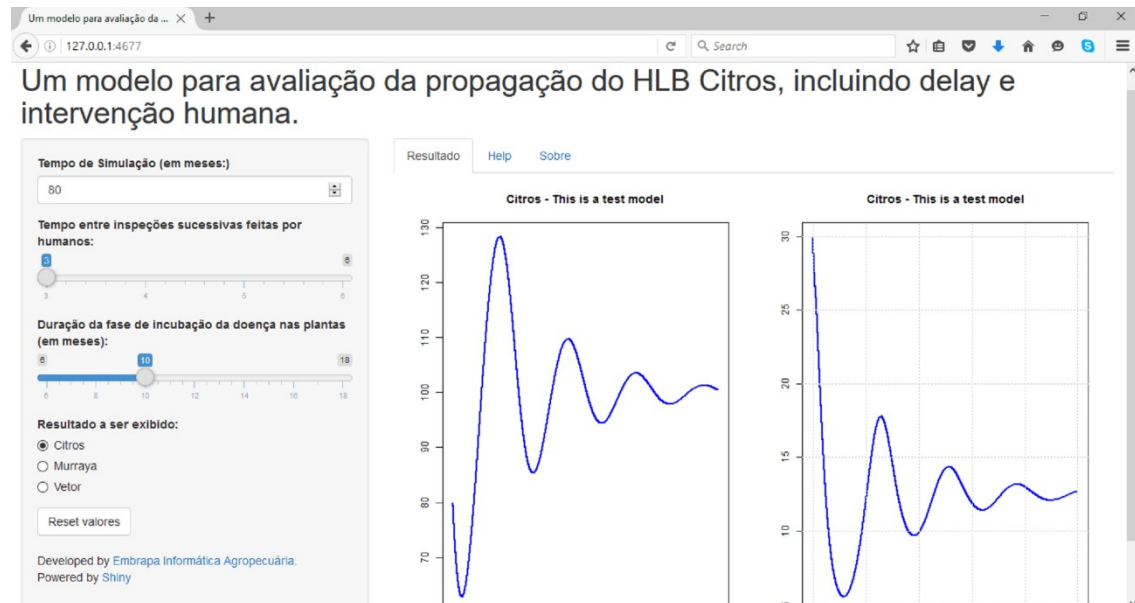 Um modelo para avaliação da ...
127.0.0.1:4677
Search
Um modelo para avaliação da propagação do HLB Citros, incluindo delay e
intervenção humana.
Tempo de Simulação (em meses:)
80
Tempo entre inspeções sucessivas feitas por
humanos:
3 6
3 4 5 6
Duração da fase de incubação da doença nas plantas
(em meses):
6 10 18
6 8 10 12 14 16 18
Resultado a ser exibido:
Citros
Murraya
Vetor
Reset valores
Developed by Embrapa Informática Agropecuária.
Powered by Shiny
Resultado Help Sobre
Citros - This is a test model
130
120
110
100
90
80
70
Citros - This is a test model
30
25
20
15
10